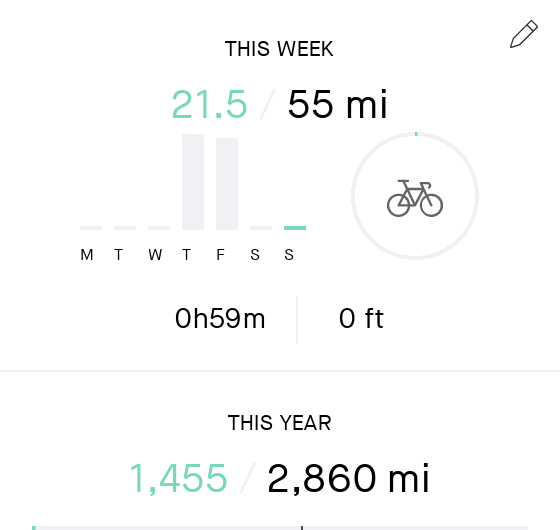 THIS WEEK
21.5 / 55 mi
M T W T F S S
0h59m 0 ft
THIS YEAR
1,455 / 2,860 mi